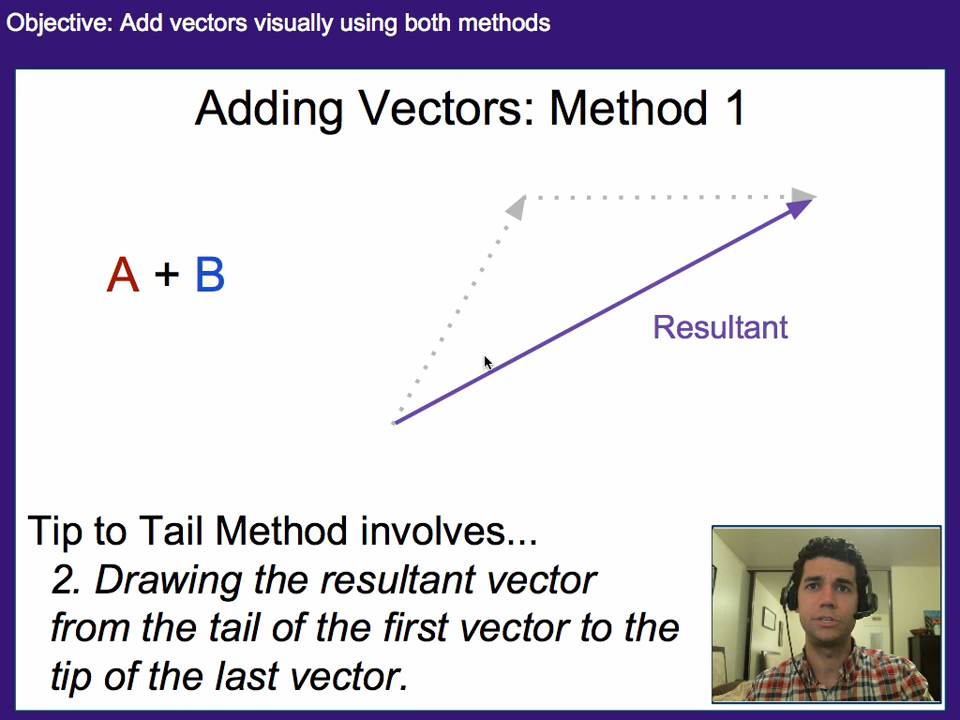 Objective: Add vectors visually using both methods
Adding Vectors: Method 1
A + B
Resultant
Tip to Tail Method involves...
2. Drawing the resultant vector
from the tail of the first vector to the
tip of the last vector.